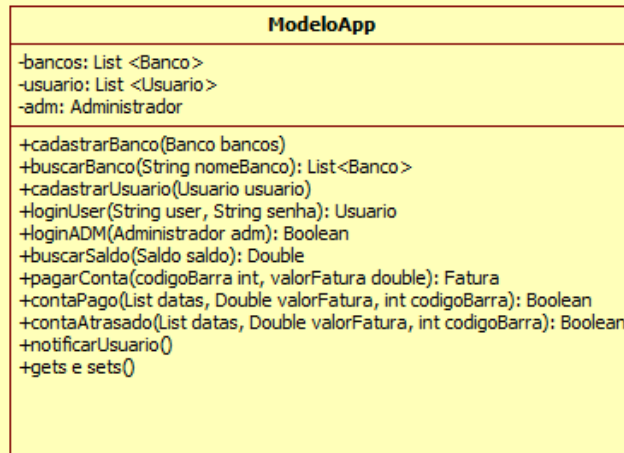 ModeloApp
-bancos: List <Banco>
-usuario: List <Usuario>
-adm: Administrador
+cadastrarBanco(Banco bancos)
+buscarBanco(String nomeBanco): List<Banco>
+cadastrarUsuario(Usuario usuario)
+loginUser(String user, String senha): Usuario
+loginADM(Administrador adm): Boolean
+buscarSaldo(Saldo saldo): Double
+pagarConta(codigoBarra int, valorFatura double): Fatura
+contaPago(List datas, Double valorFatura, int codigoBarra): Boolean
+contaAtrasado(List datas, Double valorFatura, int codigoBarra): Boolean
+notificarUsuario()
+gets e sets()